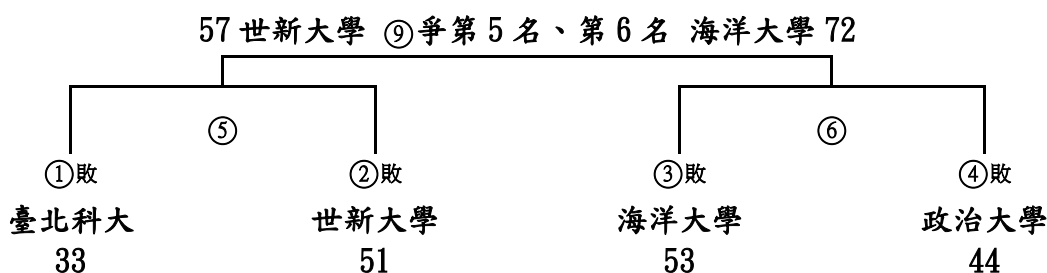 57 世新大學 ⑨爭第 5 名、第 6 名 海洋大學 72
⑤ ⑥
①敗 ②敗 ③敗 ④敗
臺北科大 世新大學 海洋大學 政治大學
33 51 53 44